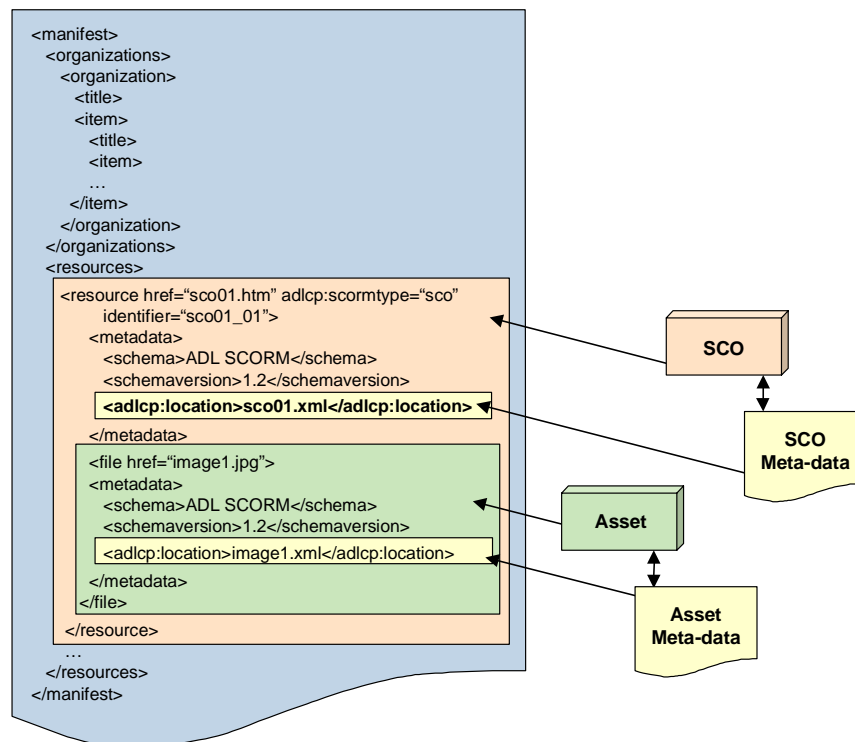 <manifest>
<organizations>
<organization>
<title>
<item>
<title>
<item>
…
</item>
</organization>
</organizations>
<resources>
<resource href=“sco01.htm” adlcp:scormtype=“sco”
identifier=“sco01_01”>
<metadata>
<schema>ADL SCORM</schema>
<schemaversion>1.2</schemaversion>
<adlcp:location>sco01.xml</adlcp:location>
</metadata>
<file href=“image1.jpg”>
<metadata>
<schema>ADL SCORM</schema>
<schemaversion>1.2</schemaversion>
<adlcp:location>image1.xml</adlcp:location>
</metadata>
</file>
</resource>
…
</resources>
</manifest>
SCO
SCO
Meta-data
Asset
Asset
Meta-data